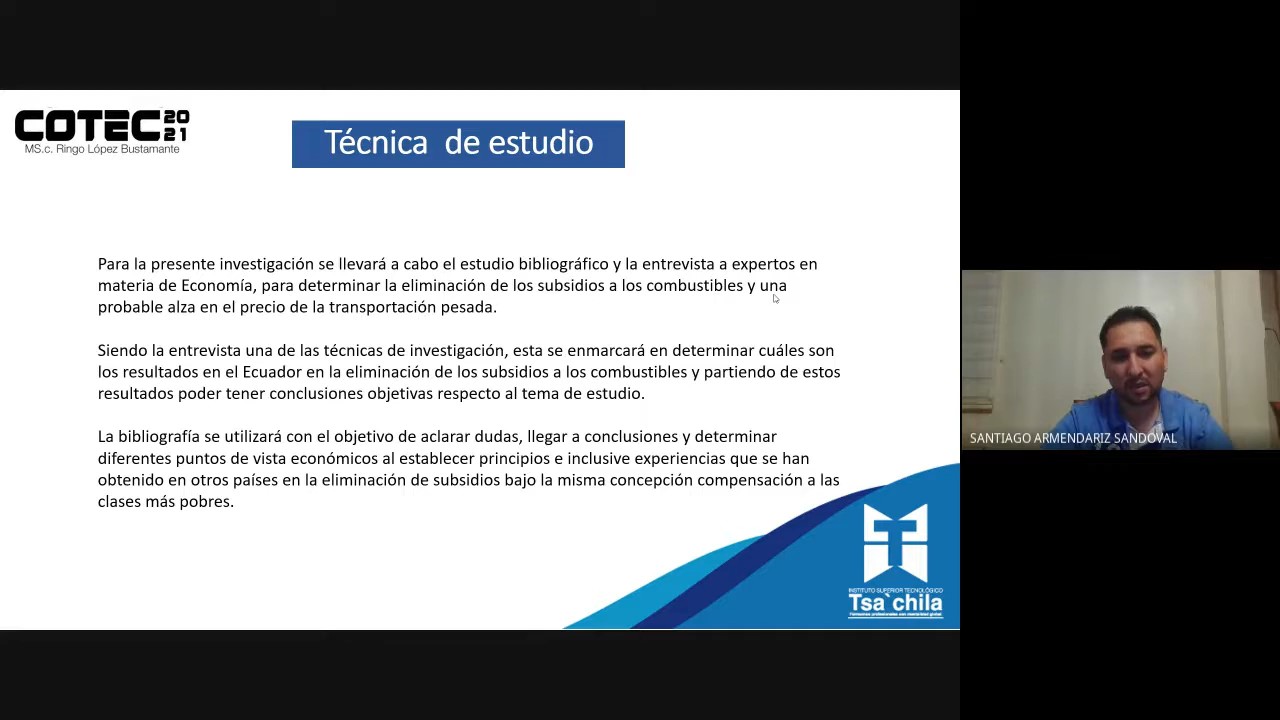 COTEC 20 21
MS.c. Ringo López Bustamante
Técnica de estudio
Para la presente investigación se llevará a cabo el estudio bibliográfico y la entrevista a expertos en
materia de Economía, para determinar la eliminación de los subsidios a los combustibles y una
probable alza en el precio de la transportación pesada.
Siendo la entrevista una de las técnicas de investigación, esta se enmarcará en determinar cuáles son
los resultados en el Ecuador en la eliminación de los subsidios a los combustibles y partiendo de estos
resultados poder tener conclusiones objetivas respecto al tema de estudio.
La bibliografía se utilizará con el objetivo de aclarar dudas, llegar a conclusiones y determinar
diferentes puntos de vista económicos al establecer principios e inclusive experiencias que se han
obtenido en otros países en la eliminación de subsidios bajo la misma concepción compensación a las
clases más pobres.
SANTIAGO ARMENDARIZ SANDOVAL
INSTITUTO SUPERIOR TECNOLÓGICO
Tsa`chila